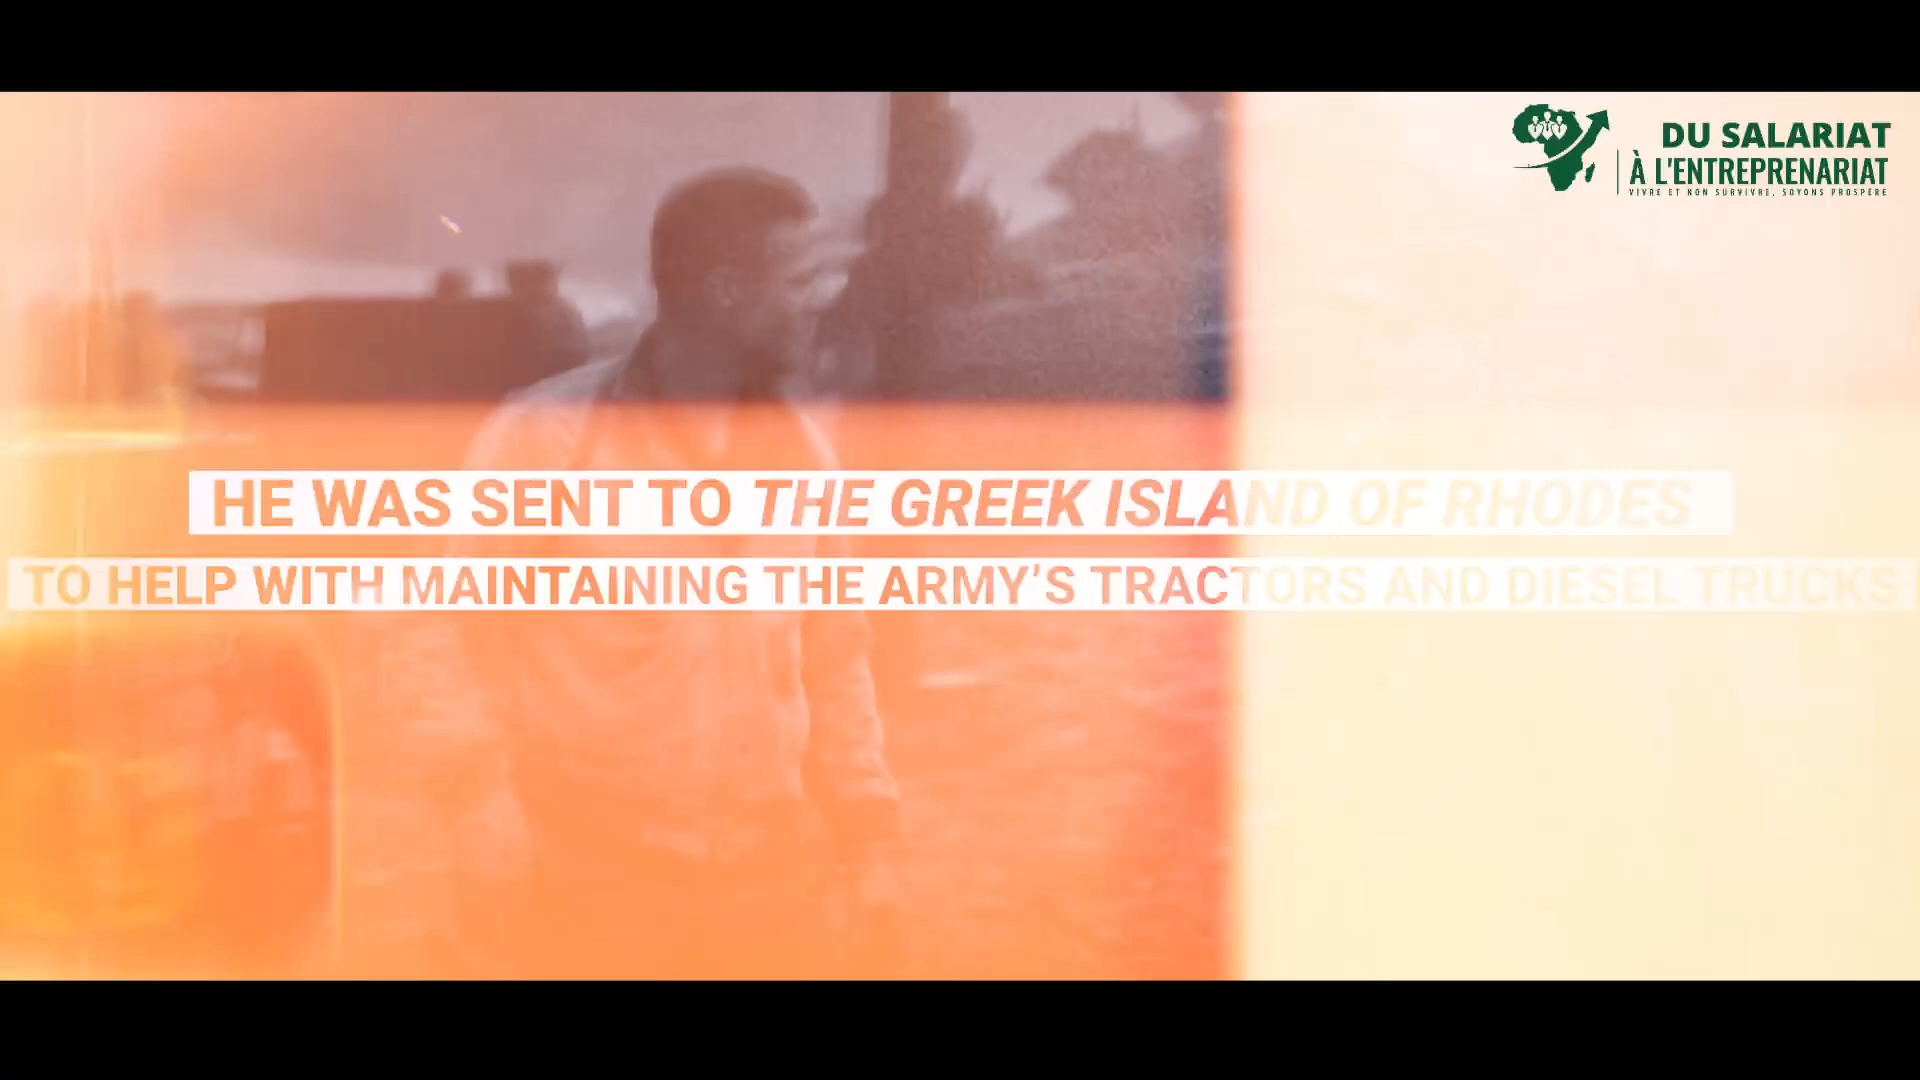 DU SALARIAT
À L'ENTREPRENARIAT
VIVRE ET NON SURVIVRE, SOYONS PROSPÈRE
HE WAS SENT TO THE GREEK ISLAND OF RHODES
TO HELP WITH MAINTAINING THE ARMY'S TRACTORS AND DIESEL TRUCKS